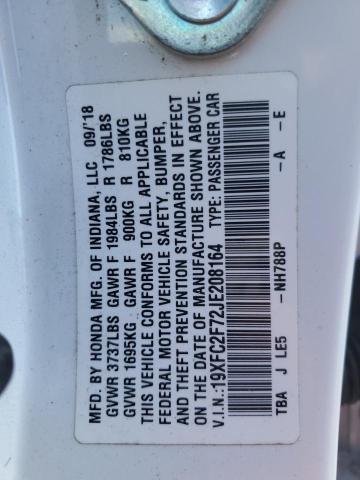 MFD. BY HONDA MFG. OF INDIANA, LLC 09/'18
GVWR 3737LBS GAWR F 1984LBS R 1786LBS
GVWR 1695KG GAWR F 900KG R 810KG
THIS VEHICLE CONFORMS TO ALL APPLICABLE
FEDERAL MOTOR VEHICLE SAFETY, BUMPER,
AND THEFT PREVENTION STANDARDS IN EFFECT
ON THE DATE OF MANUFACTURE SHOWN ABOVE.
V.I.N.:19XFC2F72JE208164 TYPE: PASSENGER CAR
TBA J LE5 -NH788P -A -E